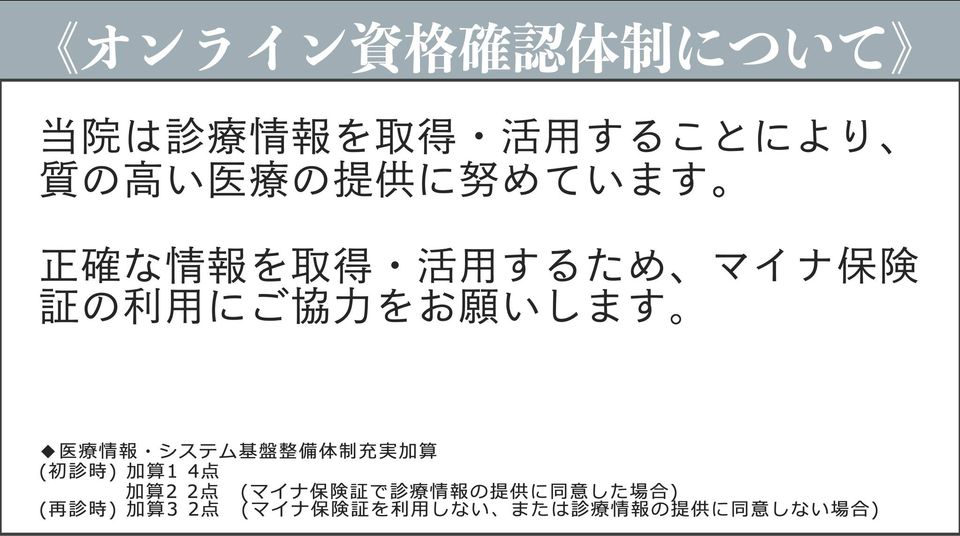 《オンライン資格確認体制について》
当院は診療情報を取得・活用することにより、
質の高い医療の提供に努めています。
正確な情報を取得・活用するため、マイナ保険
証の利用にご協力をお願いします。
◆医療情報・システム基盤整備体制充実加算
(初診時) 加算1 4点
加算2 2点 (マイナ保険証で診療情報の提供に同意した場合)
(再診時) 加算3 2点 (マイナ保険証を利用しない、または診療情報の提供に同意しない場合)